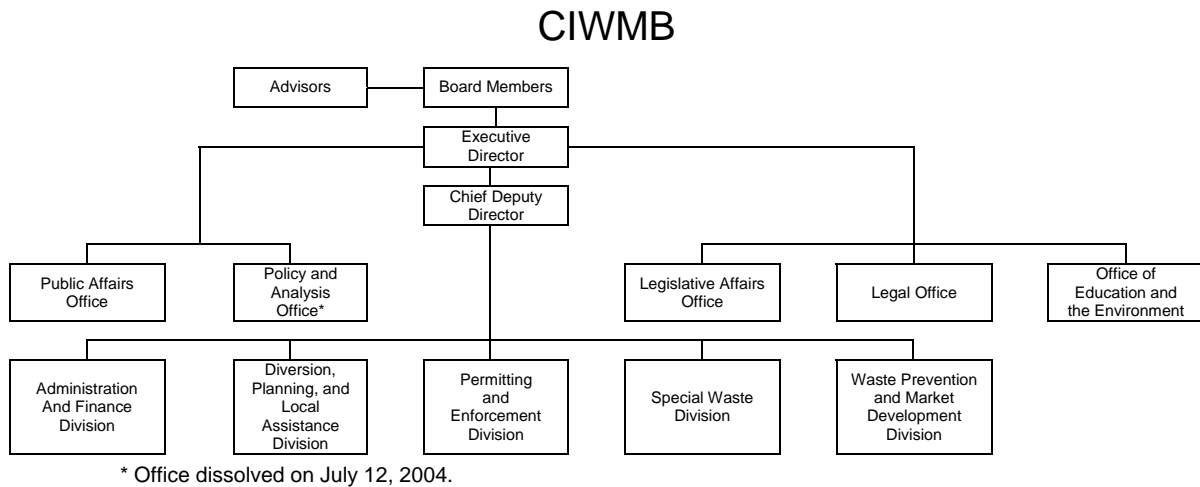 CIWMB
Advisors
Board Members
Executive
Director
Chief Deputy
Director
Public Affairs
Office
Policy and
Analysis
Office*
Legislative Affairs
Office
Legal Office
Office of
Education and
the Environment
Administration
And Finance
Division
Diversion,
Planning, and
Local
Assistance
Division
Permitting
and
Enforcement
Division
Special Waste
Division
Waste Prevention
and Market
Development
Division
* Office dissolved on July 12, 2004.